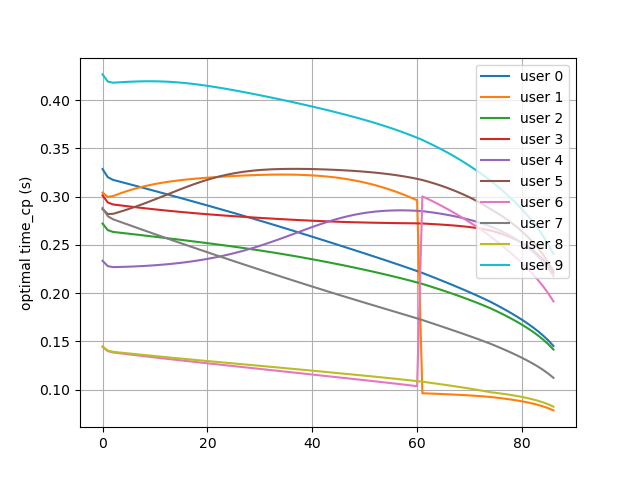 optimal time_cp (s)
0.40
0.35
0.30
0.25
0.20
0.15
0.10
0 20 40 60 80
user 0
user 1
user 2
user 3
user 4
user 5
user 6
user 7
user 8
user 9